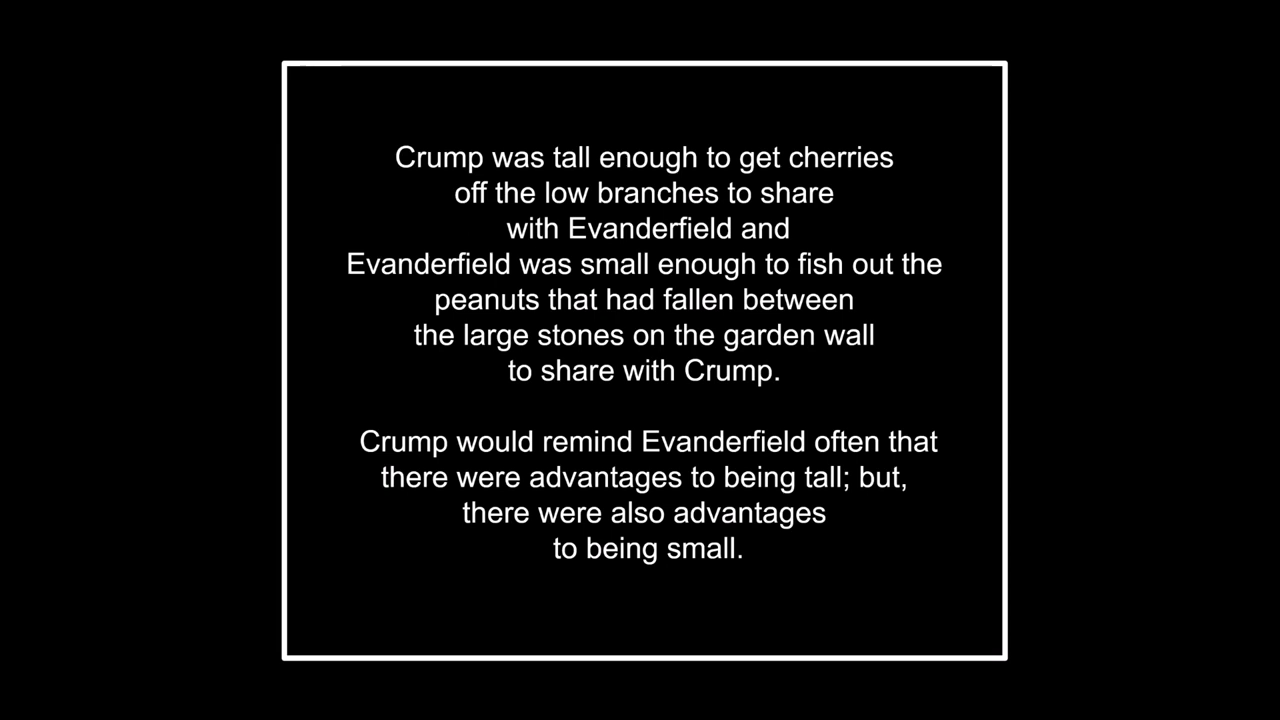 Crump was tall enough to get cherries
off the low branches to share
with Evanderfield and
Evanderfield was small enough to fish out the
peanuts that had fallen between
the large stones on the garden wall
to share with Crump.
Crump would remind Evanderfield often that
there were advantages to being tall; but,
there were also advantages
to being small.